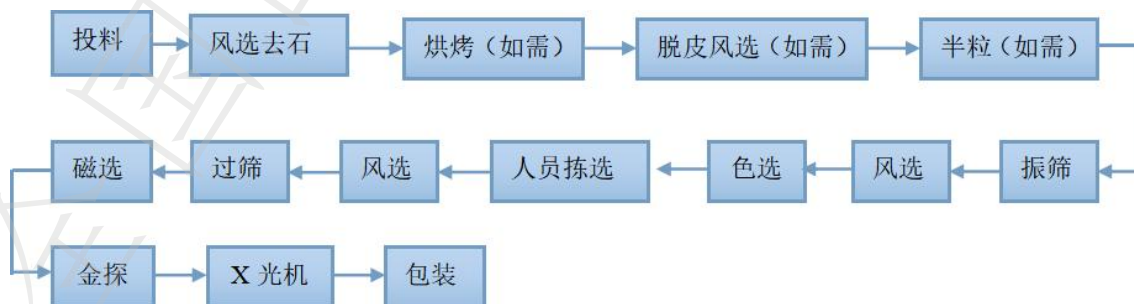 投料 风选去石 烘烤（如需） 脱皮风选（如需） 半粒（如需）
磁选 过筛 风选 人员拣选 色选 风选 振筛
金探 X 光机 包装